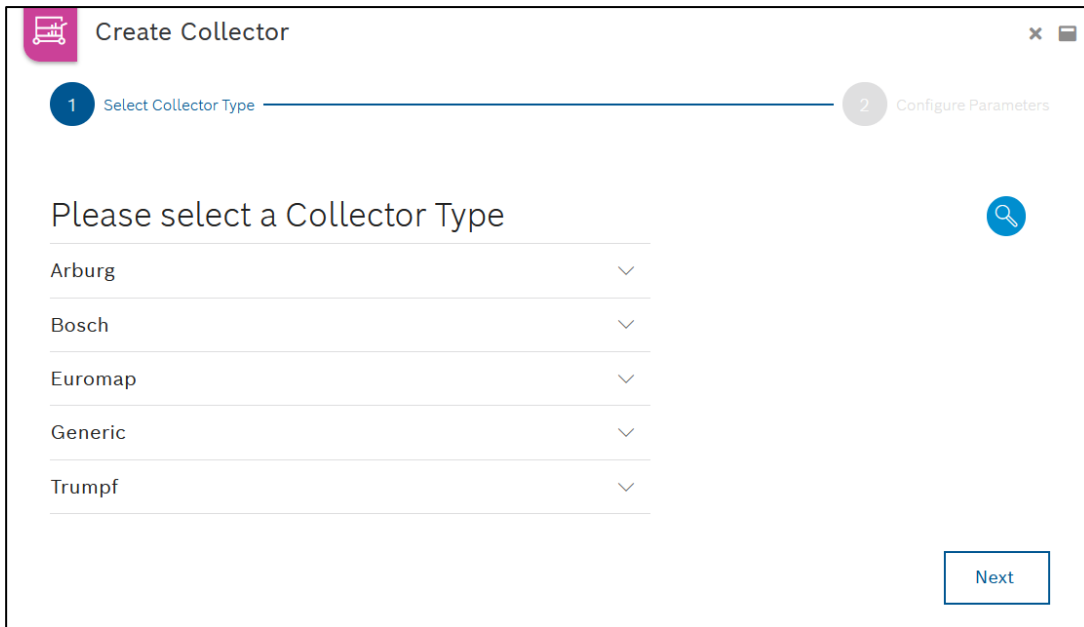 Create Collector
1 Select Collector Type 2 Configure Parameters
Please select a Collector Type
Arburg
Bosch
Euromap
Generic
Trumpf
Next